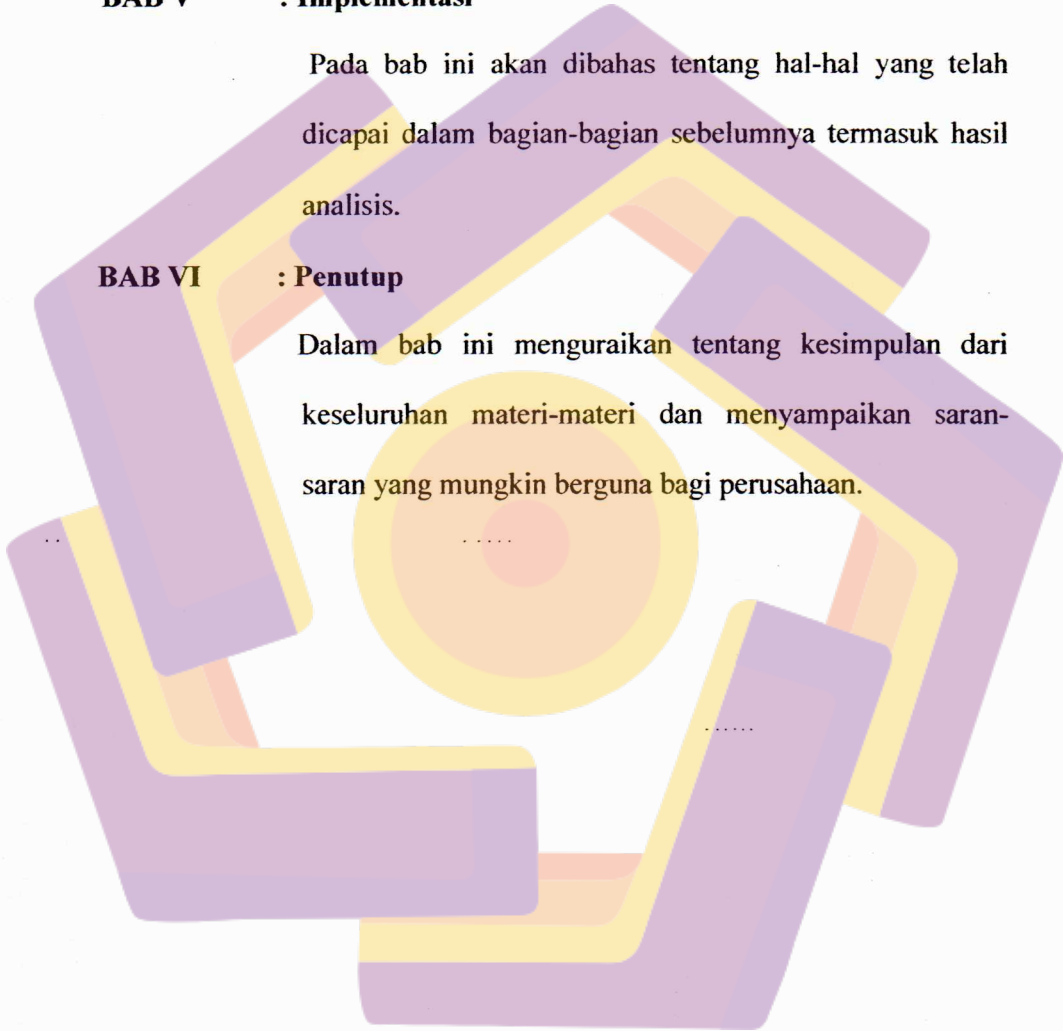 BAB V : Implementasi
Pada bab ini akan dibahas tentang hal-hal yang telah
dicapai dalam bagian-bagian sebelumnya termasuk hasil
analisis.
BAB VI : Penutup
Dalam bab ini menguraikan tentang kesimpulan dari
keseluruhan materi-materi dan menyampaikan saran-
saran yang mungkin berguna bagi perusahaan.